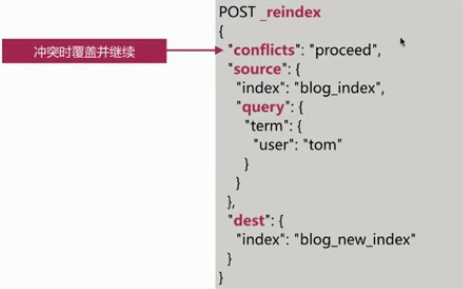 冲突时覆盖并继续
POST _reindex
{
"conflicts": "proceed",
"source": {
"index": "blog_index",
"query": {
"term": {
"user": "tom"
}
}
},
"dest": {
"index": "blog_new_index"
}
}